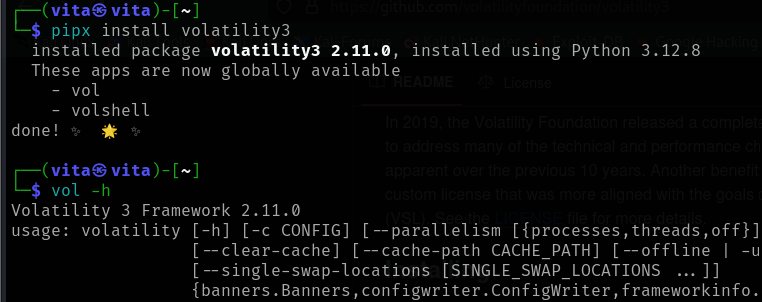 ┌──(vita㉿vita)-[~]
└─$ pipx install volatility3
  installed package volatility3 2.11.0, installed using Python 3.12.8
  These apps are now globally available
    - vol
    - volshell
done! ✨ 🌟 ✨
┌──(vita㉿vita)-[~]
└─$ vol -h
Volatility 3 Framework 2.11.0
usage: volatility [-h] [-c CONFIG] [--parallelism [{processes,threads,off}]]
                  [--clear-cache] [--cache-path CACHE_PATH] [--offline | -u
                  [--single-swap-locations [SINGLE_SWAP_LOCATIONS ...]]
                  {banners.Banners,configwriter.ConfigWriter,frameworkinfo.
README
License
In 2019, the Volatility Foundation released a complet
to address many of the technical and performance ch
apparent over the previous 10 years. Another benefit
custom license that was more aligned with the goals
(VSL). See the
file for more details.